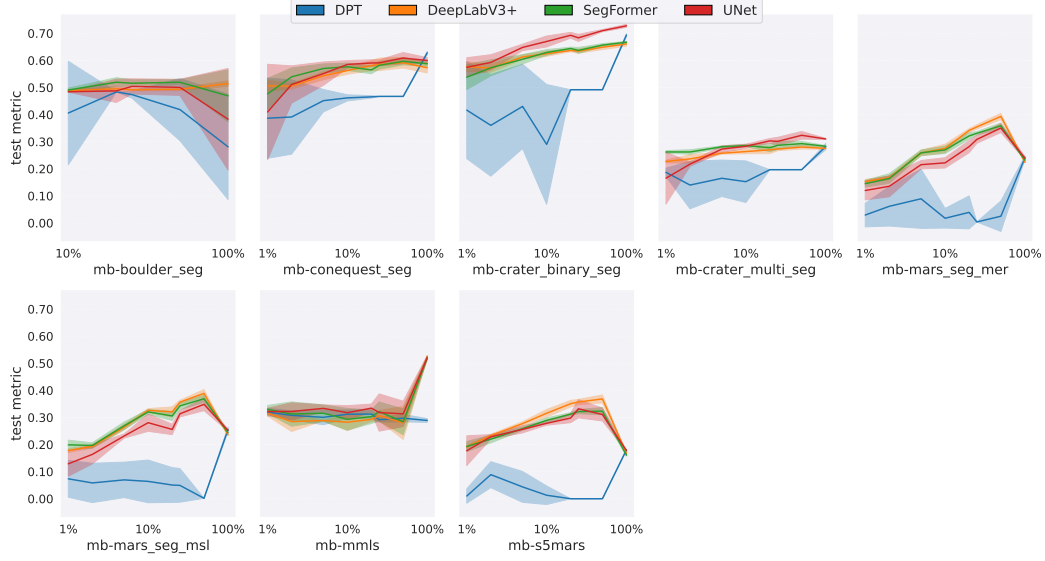 DPT DeepLabV3+ SegFormer UNet
test metric
0.70
0.60
0.50
0.40
0.30
0.20
0.10
0.00
10% 100%
mb-boulder_seg
1% 10% 100%
mb-conequest_seg
1% 10% 100%
mb-crater_binary_seg
1% 10% 100%
mb-crater_multi_seg
1% 10% 100%
mb-mars_seg_mer
test metric
0.70
0.60
0.50
0.40
0.30
0.20
0.10
0.00
1% 10% 100%
mb-mars_seg_msl
1% 10% 100%
mb-mmls
1% 10% 100%
mb-s5mars